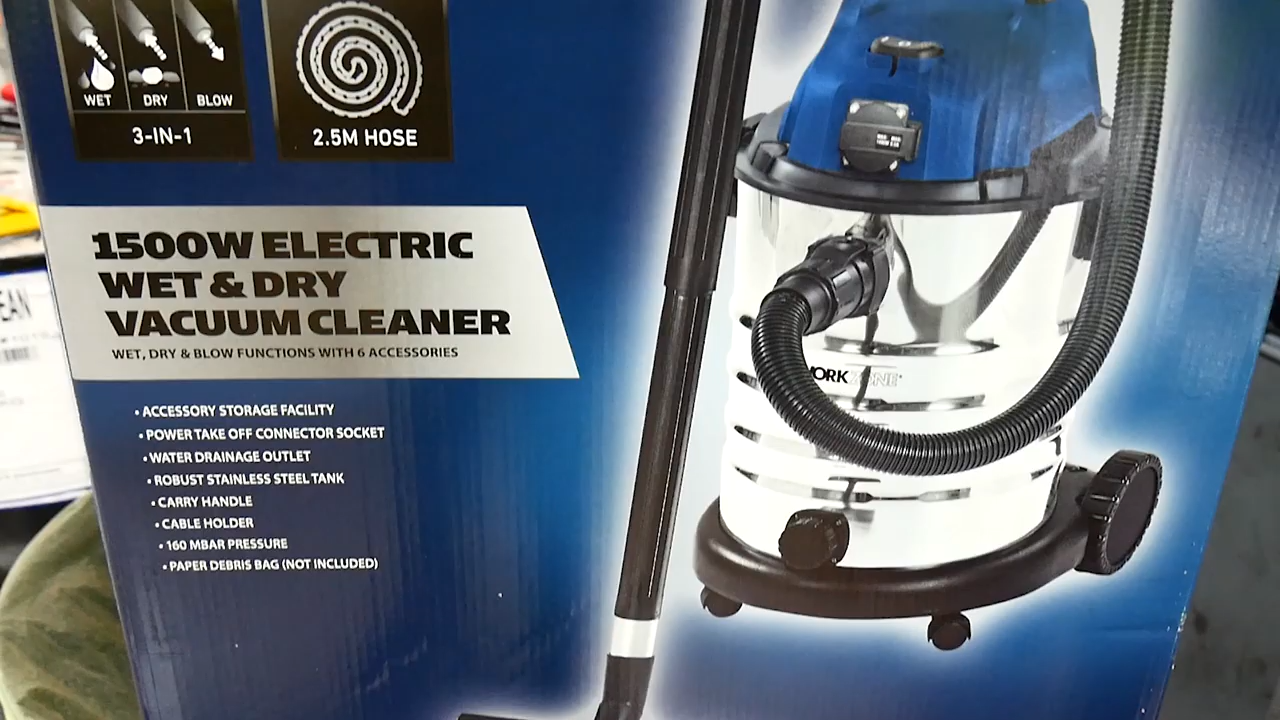 WET DRY BLOW
3-IN-1
2.5M HOSE
1500W ELECTRIC
WET & DRY
VACUUM CLEANER
WET, DRY & BLOW FUNCTIONS WITH 6 ACCESSORIES
• ACCESSORY STORAGE FACILITY
• POWER TAKE OFF CONNECTOR SOCKET
• WATER DRAINAGE OUTLET
• ROBUST STAINLESS STEEL TANK
• CARRY HANDLE
• CABLE HOLDER
• 160 MBAR PRESSURE
• PAPER DEBRIS BAG (NOT INCLUDED)
EAN